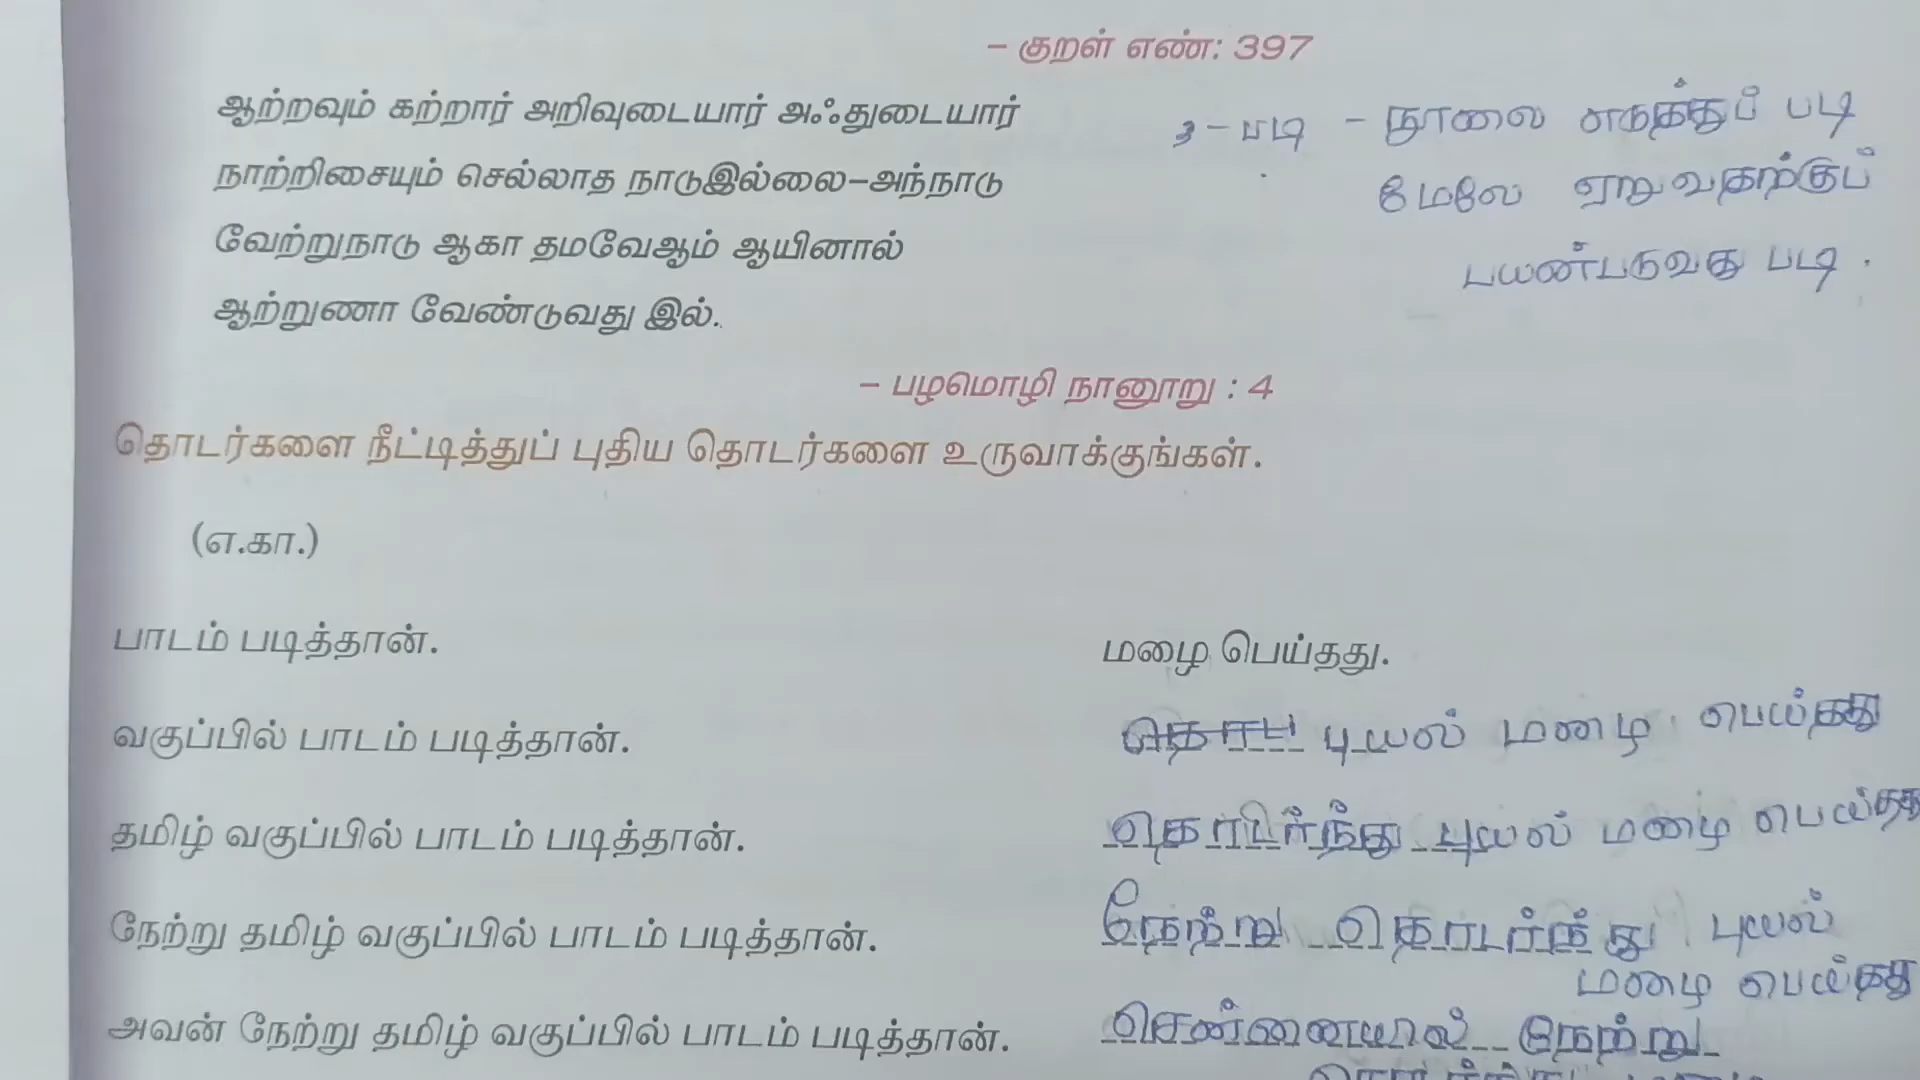 – குறள் எண்: 397
ஆற்றவும் கற்றார் அறிவுடையார் அஃதுடையார்
நாற்றிசையும் செல்லாத நாடுஇல்லை–அந்நாடு
வேற்றுநாடு ஆகா தமவேஆம் ஆயினால்
ஆற்றுணா வேண்டுவது இல்.
3 – படி – நூலை எடுத்துப் படி
மேலே ஏறுவதற்குப்
பயண்படுவது படி .
– பழமொழி நானூறு : 4
தொடர்களை நீட்டித்துப் புதிய தொடர்களை உருவாக்குங்கள்.
(எ.கா.)
பாடம் படித்தான்.
வகுப்பில் பாடம் படித்தான்.
தமிழ் வகுப்பில் பாடம் படித்தான்.
நேற்று தமிழ் வகுப்பில் பாடம் படித்தான்.
அவன் நேற்று தமிழ் வகுப்பில் பாடம் படித்தான்.
மழை பெய்தது.
புயல் மழை பெய்தது
தொடர்ந்து புயல் மழை பெய்தது
நேற்று தொடர்ந்து புயல்
மழை பெய்தது
சென்னையில் நேற்று